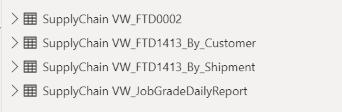 SupplyChain VW_FTD0002
SupplyChain VW_FTD1413_By_Customer
SupplyChain VW_FTD1413_By_Shipment
SupplyChain VW_JobGradeDailyReport